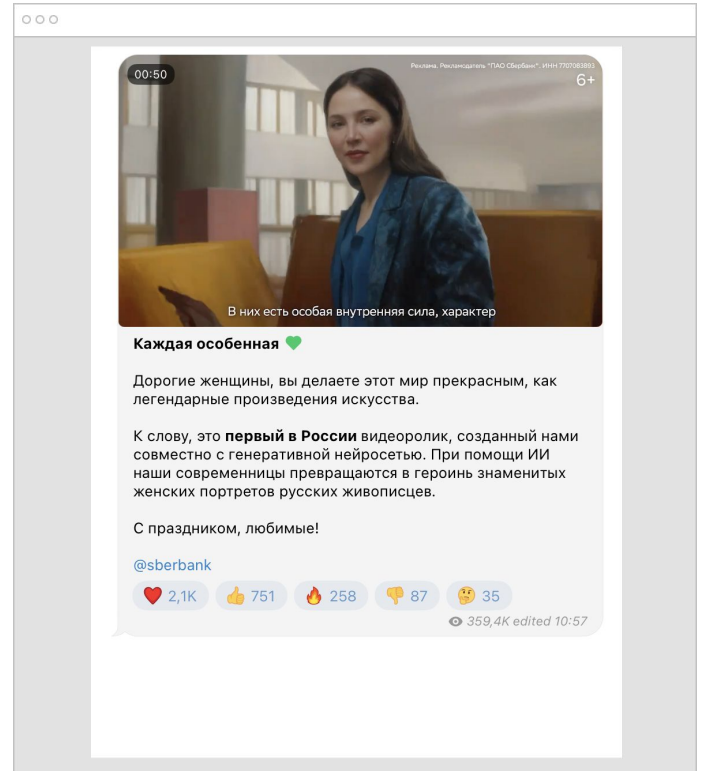 00:50
Реклама. Рекламодатель "ПАО Сбербанк". ИНН 7707083893
6+
В них есть особая внутренняя сила, характер
Каждая особенная 💚
Дорогие женщины, вы делаете этот мир прекрасным, как
легендарные произведения искусства.
К слову, это первый в России видеоролик, созданный нами
совместно с генеративной нейросетью. При помощи ИИ
наши современницы превращаются в героинь знаменитых
женских портретов русских живописцев.
С праздником, любимые!
@sberbank
❤️ 2,1K 👍 751 🔥 258 👎 87 🤔 35
359,4K edited 10:57